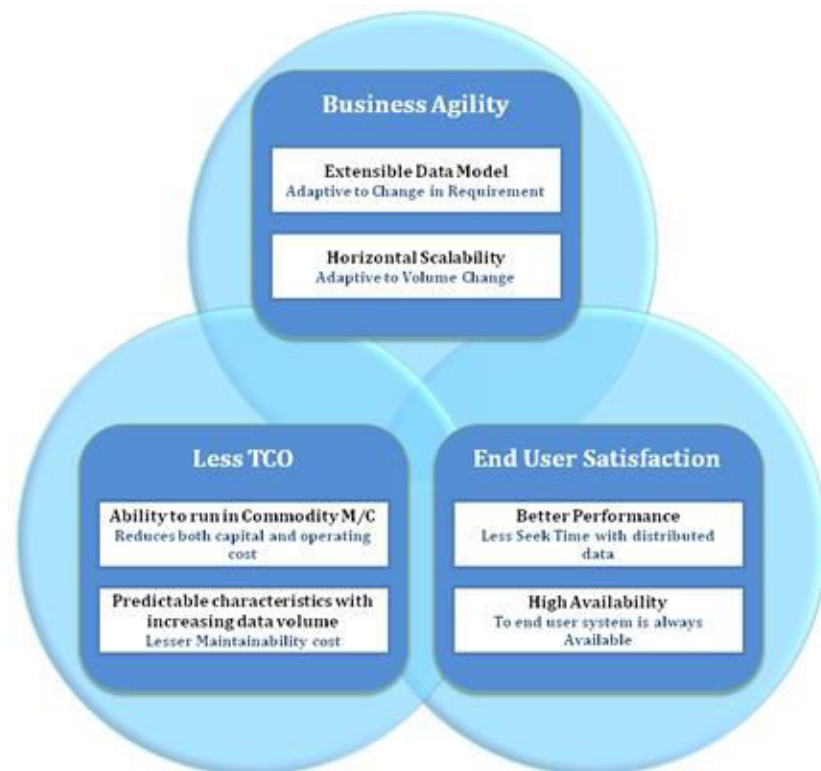 Business Agility
Extensible Data Model
Adaptive to Change in Requirement
Horizontal Scalability
Adaptive to Volume Change
Less TCO
Ability to run in Commodity M/C
Reduces both capital and operating
cost
Predictable characteristics with
increasing data volume
Lesser Maintainability cost
End User Satisfaction
Better Performance
Less Seek Time with distributed
data
High Availability
To end user system is always
Available